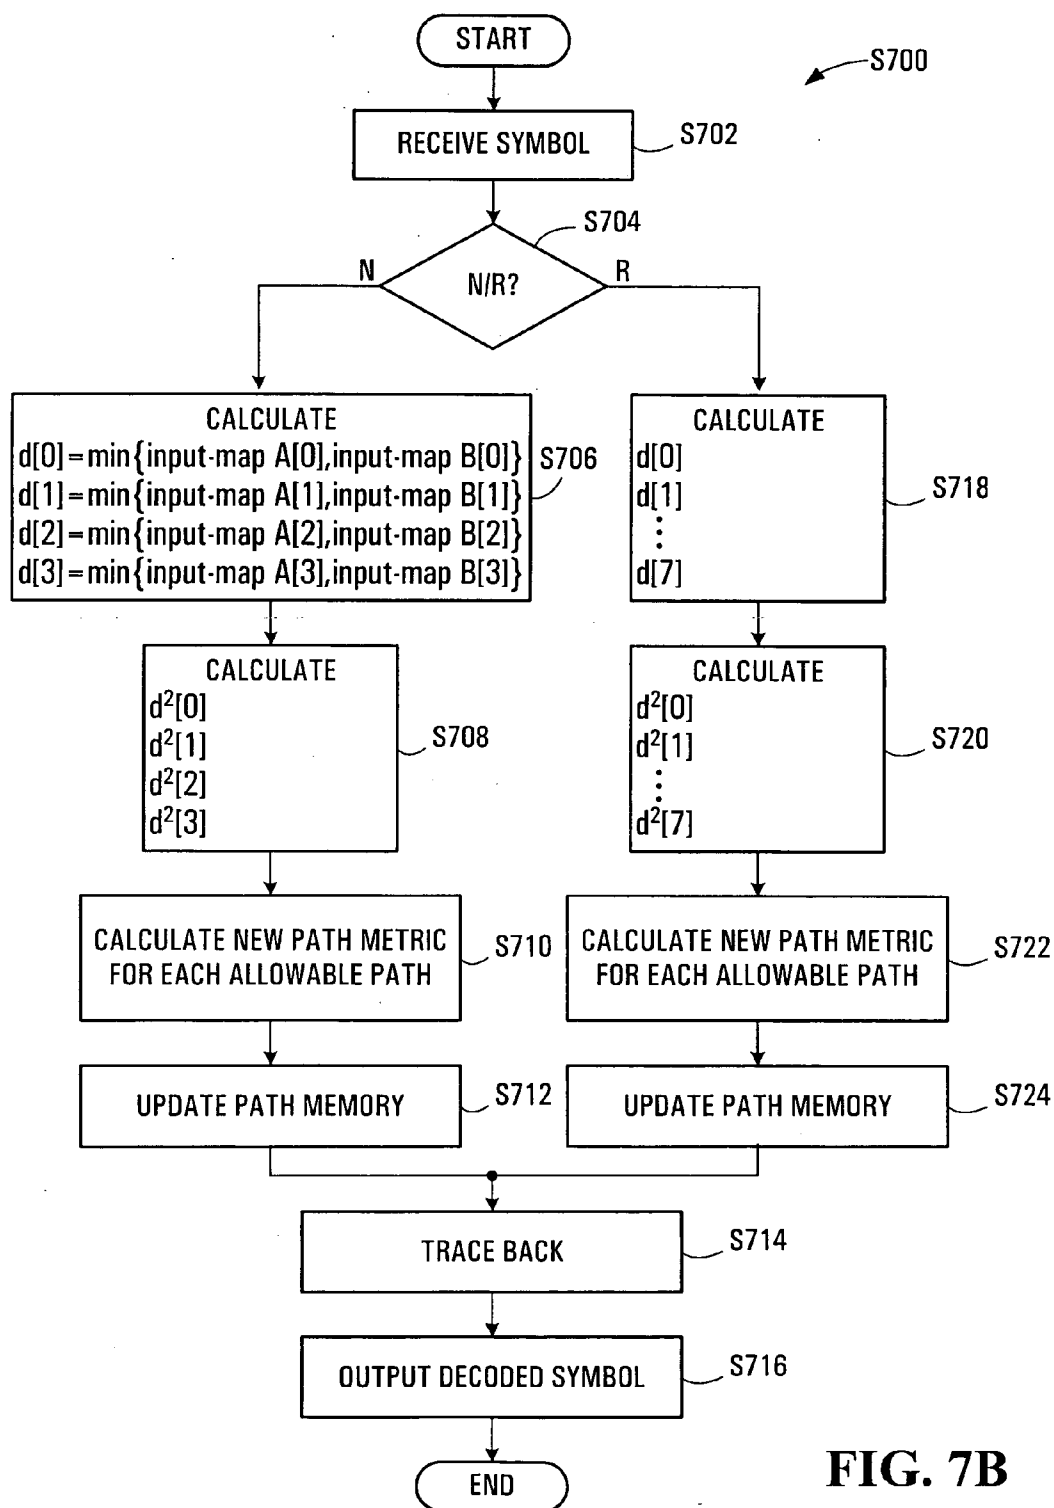 START
S700
RECEIVE SYMBOL
S702
S704
N
N/R?
R
CALCULATE
d[0]=min{input-map A[0],input-map B[0]}
d[1]=min{input-map A[1],input-map B[1]}
d[2]=min{input-map A[2],input-map B[2]}
d[3]=min{input-map A[3],input-map B[3]}
S706
CALCULATE
d[0]
d[1]
⋮
d[7]
S718
CALCULATE
d²[0]
d²[1]
d²[2]
d²[3]
S708
CALCULATE
d²[0]
d²[1]
⋮
d²[7]
S720
CALCULATE NEW PATH METRIC
FOR EACH ALLOWABLE PATH
S710
CALCULATE NEW PATH METRIC
FOR EACH ALLOWABLE PATH
S722
UPDATE PATH MEMORY
S712
UPDATE PATH MEMORY
S724
TRACE BACK
S714
OUTPUT DECODED SYMBOL
S716
END
FIG. 7B